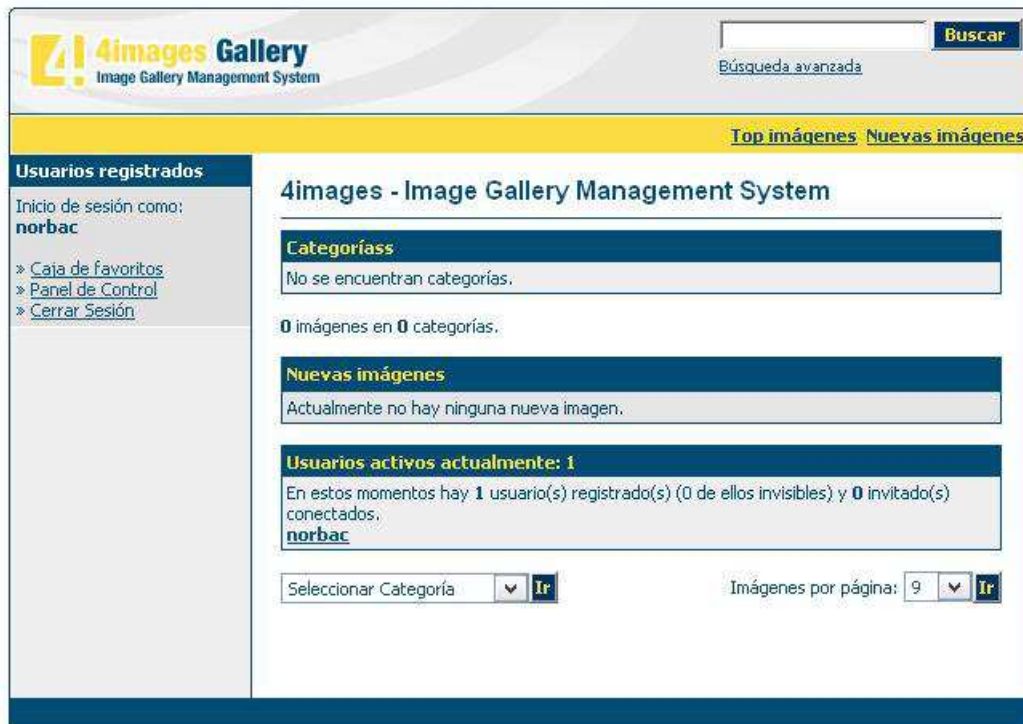 4! 4images Gallery
Image Gallery Management System
Buscar
Búsqueda avanzada
Top imágenes Nuevas imágenes
Usuarios registrados
Inicio de sesión como:
norbac
» Caja de favoritos
» Panel de Control
» Cerrar Sesión
4images - Image Gallery Management System
Categoríass
No se encuentran categorías.
0 imágenes en 0 categorías.
Nuevas imágenes
Actualmente no hay ninguna nueva imagen.
Usuarios activos actualmente: 1
En estos momentos hay 1 usuario(s) registrado(s) (0 de ellos invisibles) y 0 invitado(s)
conectados.
norbac
Seleccionar Categoría Ir
Imágenes por página: 9 Ir